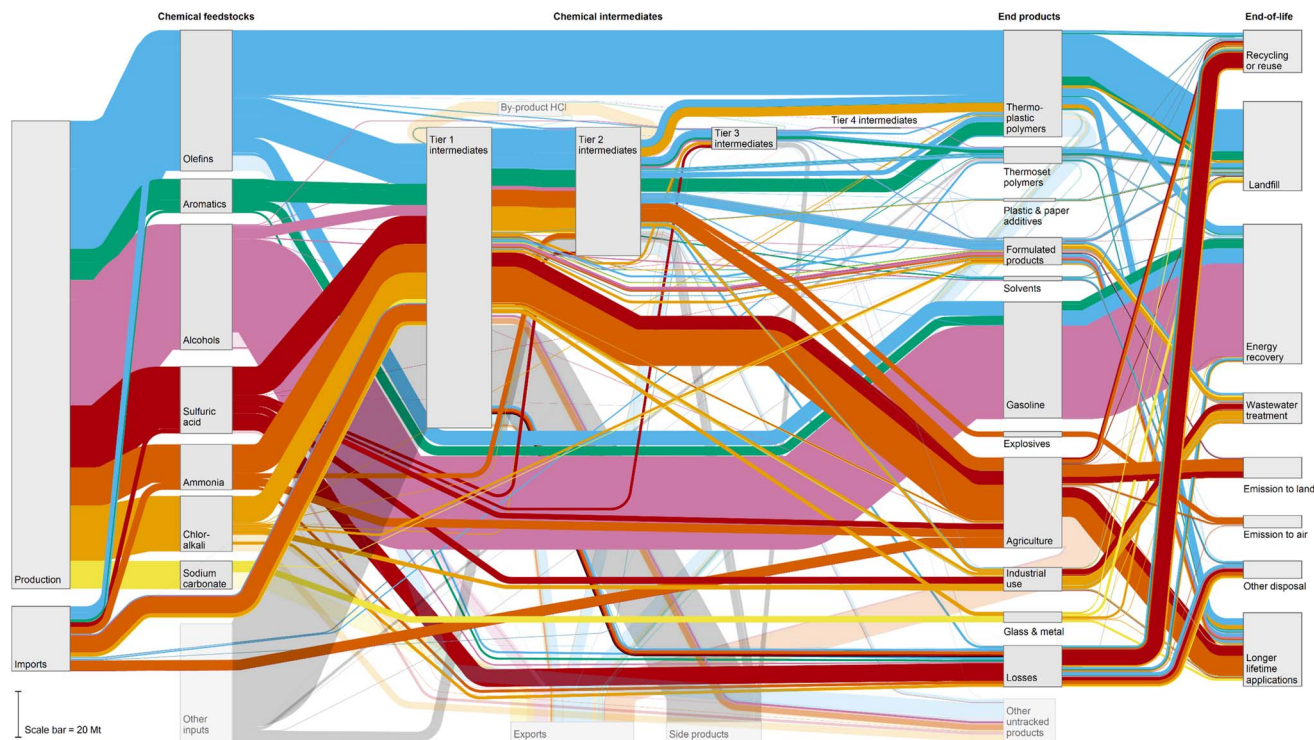 Chemical feedstocks
Chemical intermediates
End products
End-of-life
Production
Imports
Scale bar = 20 Mt
Olefins
Aromatics
Alcohols
Sulfuric
acid
Ammonia
Chlor-
alkali
Sodium
carbonate
Other
inputs
By-product HCl
Tier 1
intermediates
Tier 2
intermediates
Tier 3
intermediates
Tier 4 intermediates
Exports
Side products
Thermo-
plastic
polymers
Thermoset
polymers
Plastic & paper
additives
Formulated
products
Solvents
Gasoline
Explosives
Agriculture
Industrial
use
Glass & metal
Losses
Other
untracked
products
Recycling
or reuse
Landfill
Energy
recovery
Wastewater
treatment
Emission to land
Emission to air
Other disposal
Longer
lifetime
applications